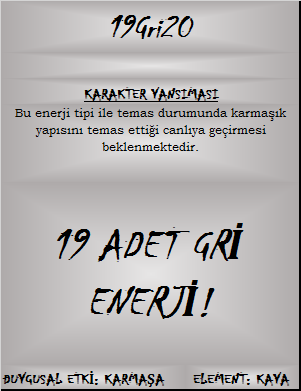 19Gri20
KARAKTER YANSIMASI
Bu enerji tipi ile temas durumunda karmaşık
yapısını temas ettiği canlıya geçirmesi
beklenmektedir.
19 ADET GRİ
ENERJİ!
DUYGUSAL ETKİ: KARMAŞA ELEMENT: KAYA